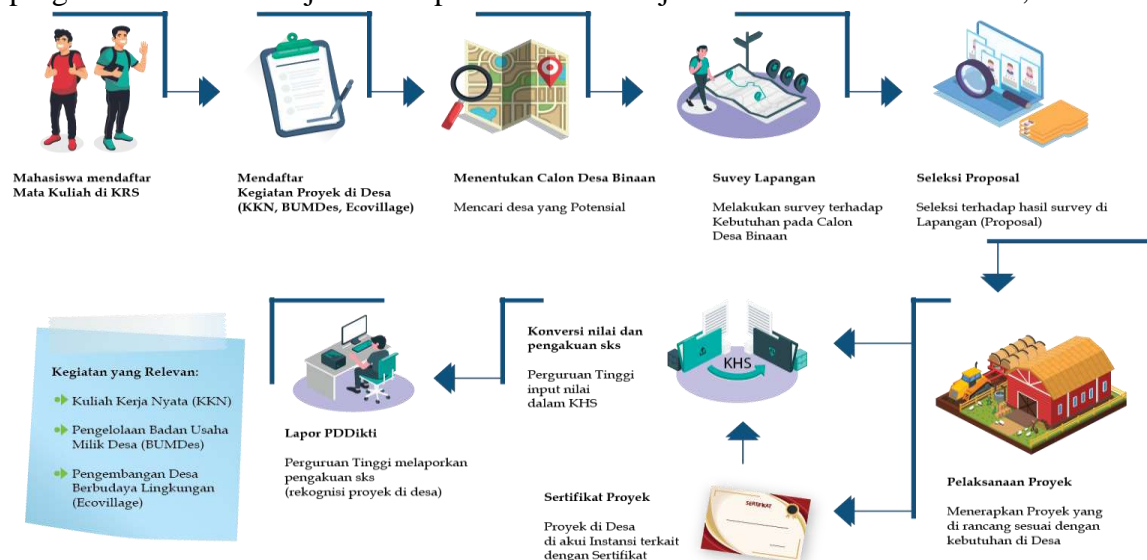 Mahasiswa mendaftar
Mata Kuliah di KRS
Mendaftar
Kegiatan Proyek di Desa
(KKN, BUMDes, Ecovillage)
Menentukan Calon Desa Binaan
Mencari desa yang Potensial
Suvey Lapangan
Melakukan survey terhadap
Kebutuhan pada Calon
Desa Binaan
Seleksi Proposal
Seleksi terhadap hasil survey di
Lapangan (Proposal)
Kegiatan yang Relevan:
Kuliah Kerja Nyata (KKN)
Pengelolaan Badan Usaha
Milik Desa (BUMDes)
Pengembangan Desa
Berbudaya Lingkungan
(Ecovillage)
Lapor PDDikti
Perguruan Tinggi melaporkan
pengakuan sks
(rekognisi proyek di desa)
Konversi nilai dan
pengakuan sks
Perguruan Tinggi
input nilai
dalam KHS
KHS
Sertifikat Proyek
Proyek di Desa
di akui Instansi terkait
dengan Sertifikat
SERTIFIKAT
Pelaksanaan Proyek
Menerapkan Proyek yang
di rancang sesuai dengan
kebutuhan di Desa